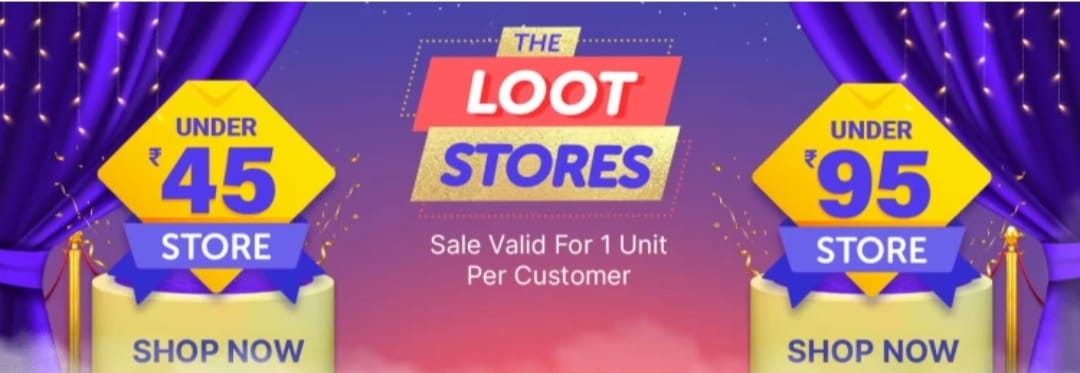 UNDER
₹45
STORE
SHOP NOW
THE
LOOT
STORES
Sale Valid For 1 Unit
Per Customer
UNDER
₹95
STORE
SHOP NOW